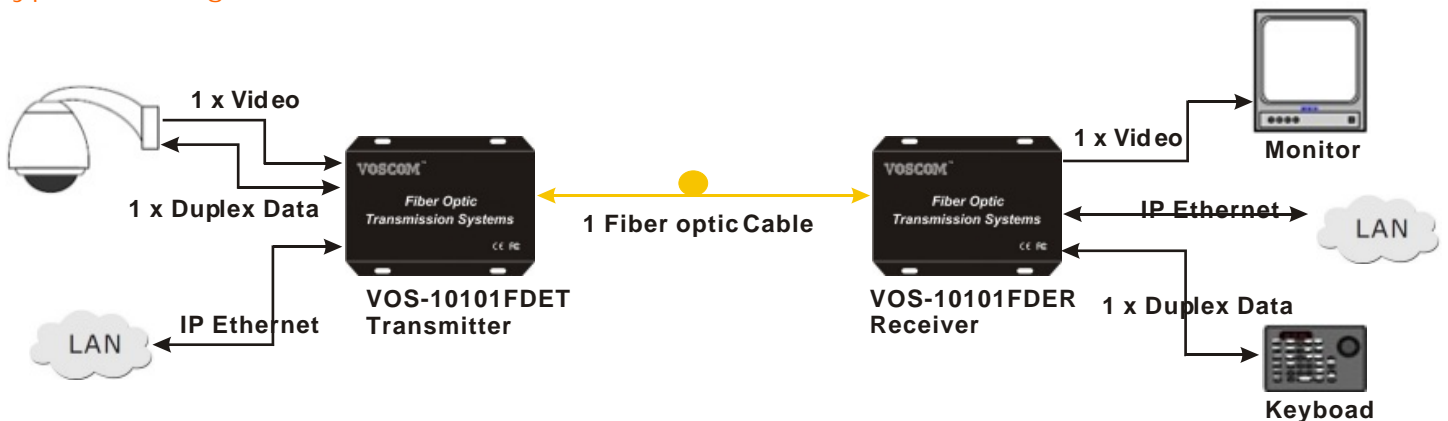 1 x Video
1 x Duplex Data
IP Ethernet
LAN
VOSCOM™
Fiber Optic
Transmission Systems
CE FC
VOS-10101FDET
Transmitter
1 Fiber optic Cable
VOSCOM™
Fiber Optic
Transmission Systems
CE FC
VOS-10101FDER
Receiver
1 x Video
Monitor
IP Ethernet
LAN
1 x Duplex Data
Keyboad